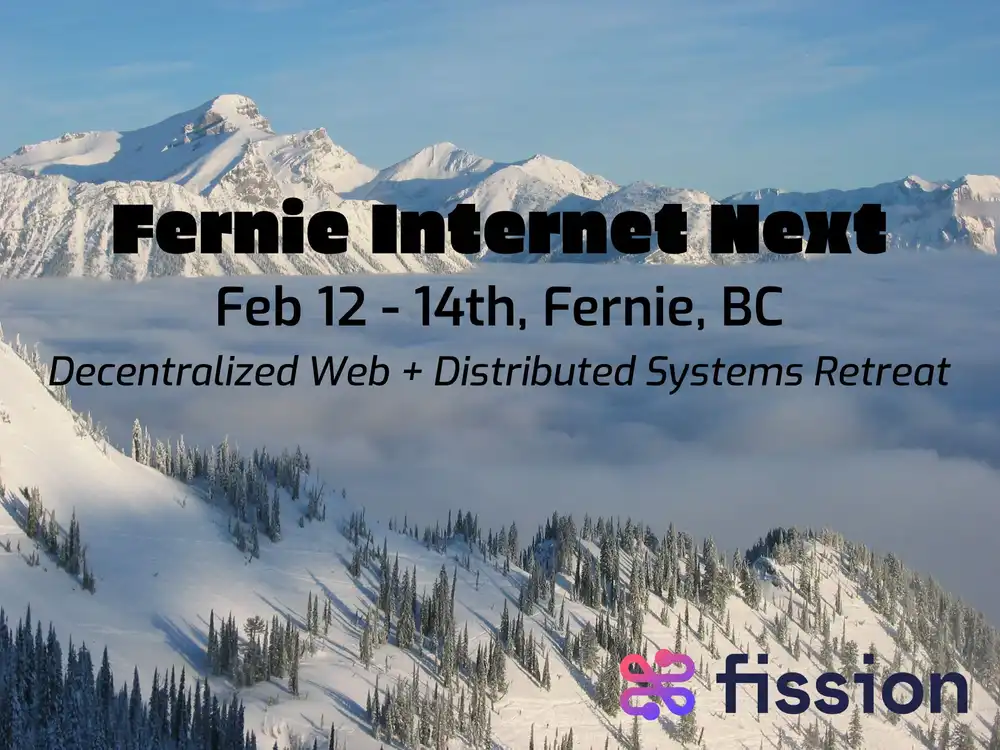 Fernie Internet Next
Feb 12 - 14th, Fernie, BC
Decentralized Web + Distributed Systems Retreat
fission